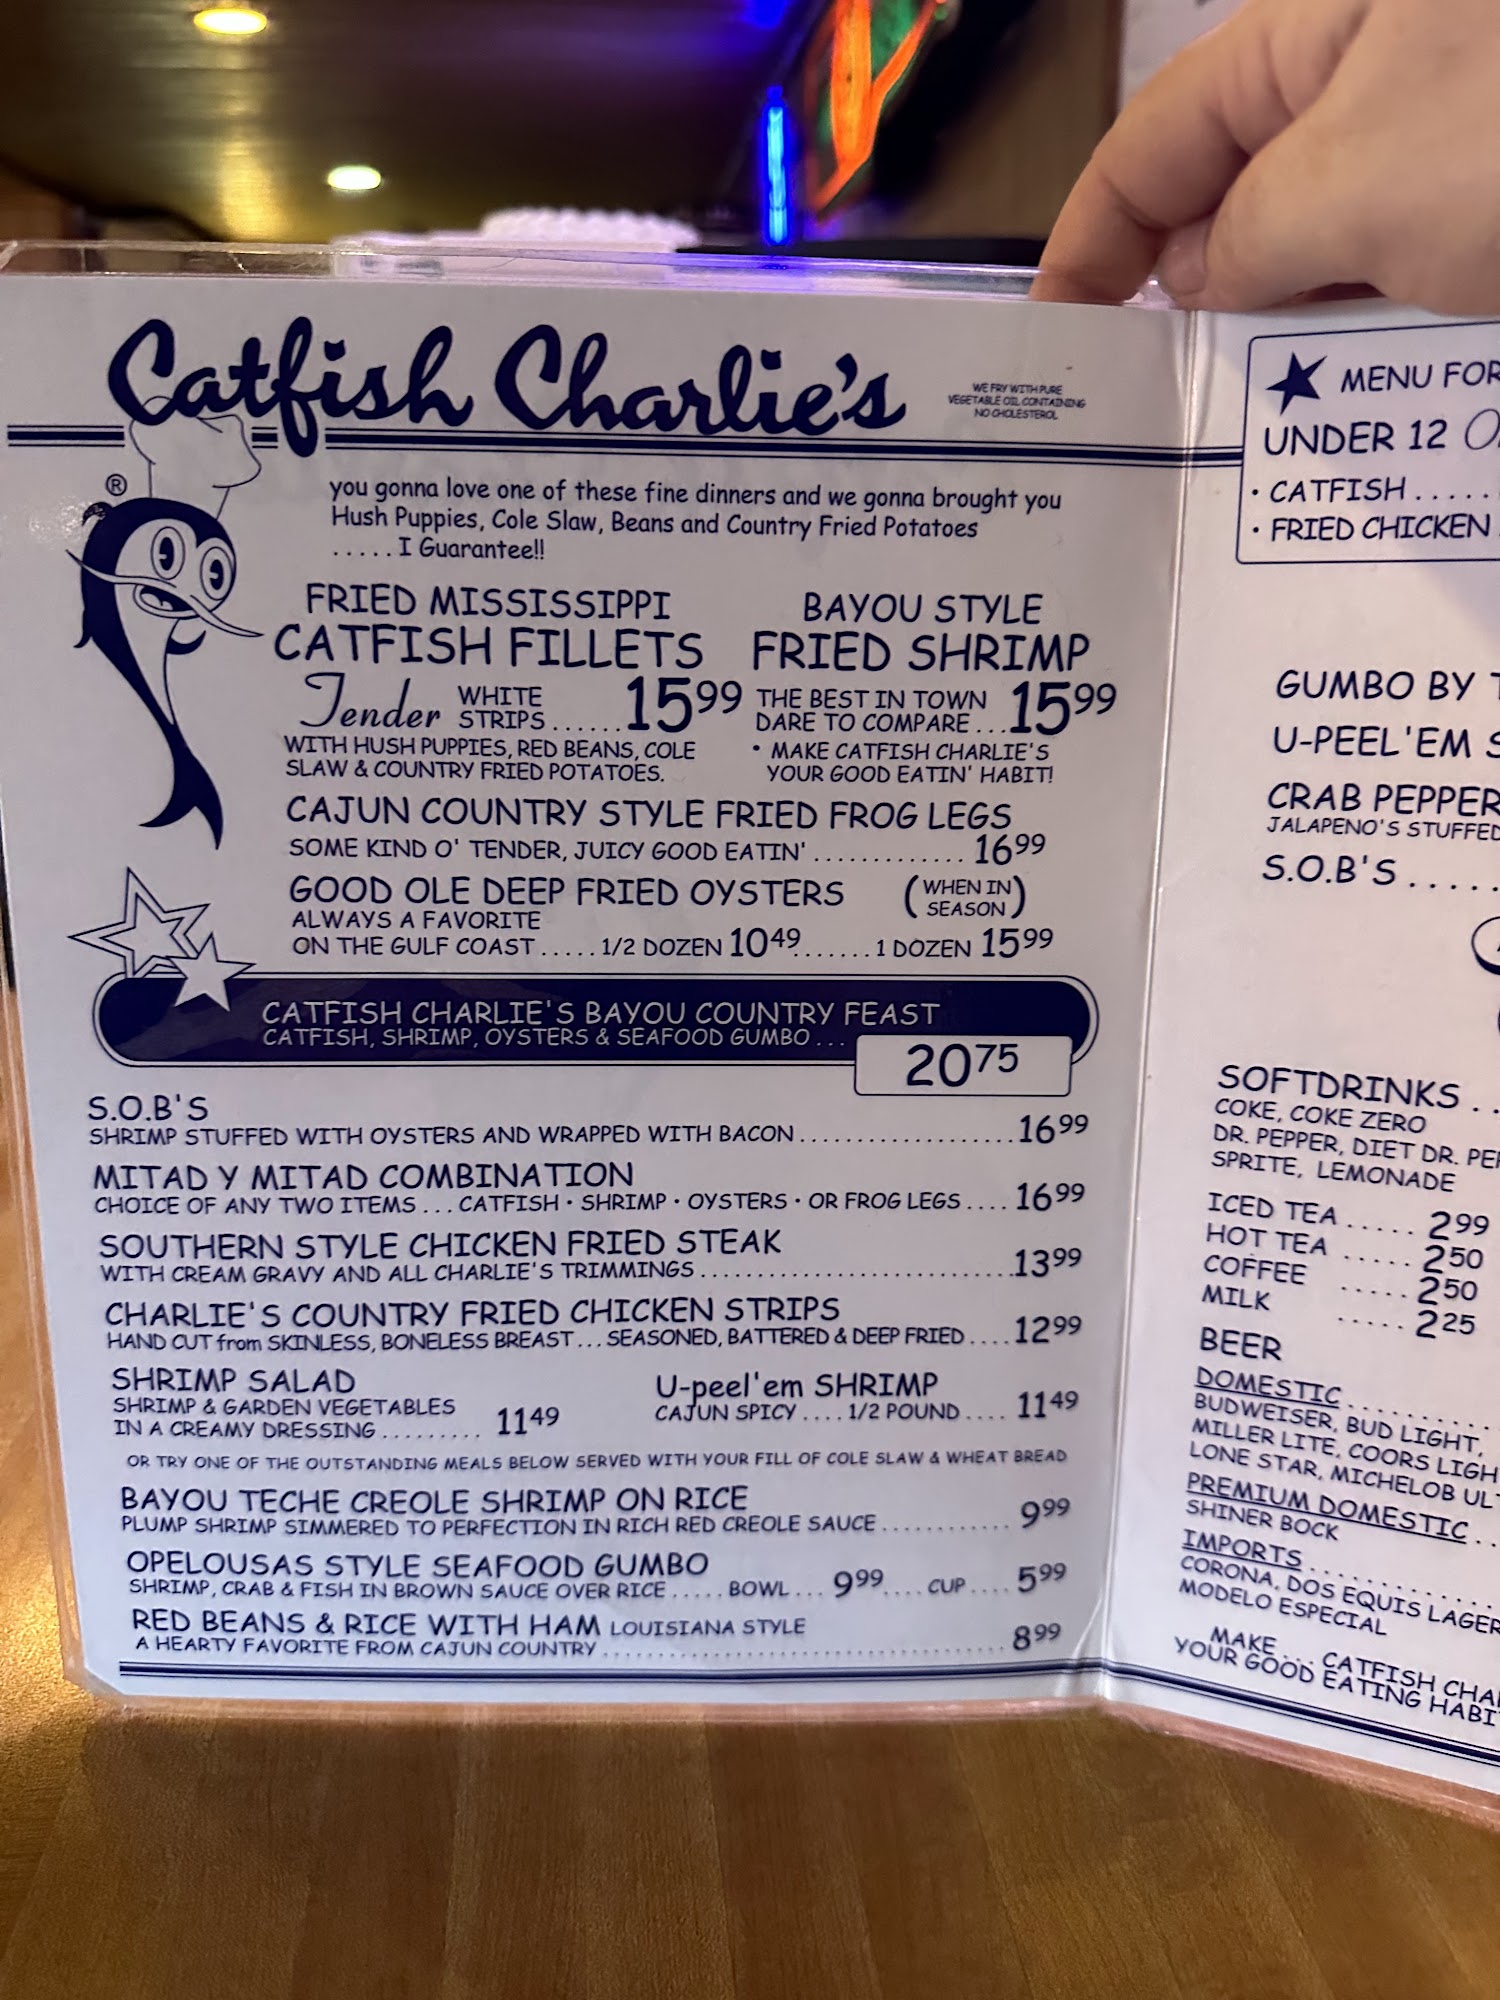 Catfish Charlie's
WE FRY WITH PURE
VEGETABLE OIL CONTAINING
NO CHOLESTEROL
®
you gonna love one of these fine dinners and we gonna brought you
Hush Puppies, Cole Slaw, Beans and Country Fried Potatoes
.....I Guarantee!!
FRIED MISSISSIPPI
CATFISH FILLETS
Tender WHITE
STRIPS ...... 15 99
WITH HUSH PUPPIES, RED BEANS, COLE
SLAW & COUNTRY FRIED POTATOES.
BAYOU STYLE
FRIED SHRIMP
THE BEST IN TOWN
DARE TO COMPARE ... 15 99
• MAKE CATFISH CHARLIE'S
YOUR GOOD EATIN' HABIT!
CAJUN COUNTRY STYLE FRIED FROG LEGS
SOME KIND O' TENDER, JUICY GOOD EATIN' ............. 16 99
GOOD OLE DEEP FRIED OYSTERS (WHEN IN
SEASON)
ALWAYS A FAVORITE
ON THE GULF COAST ..... 1/2 DOZEN 10 49 ....... 1 DOZEN 15 99
CATFISH CHARLIE'S BAYOU COUNTRY FEAST
CATFISH, SHRIMP, OYSTERS & SEAFOOD GUMBO ...
20 75
S.O.B'S
SHRIMP STUFFED WITH OYSTERS AND WRAPPED WITH BACON ................... 16 99
MITAD Y MITAD COMBINATION
CHOICE OF ANY TWO ITEMS ... CATFISH • SHRIMP • OYSTERS • OR FROG LEGS .... 16 99
SOUTHERN STYLE CHICKEN FRIED STEAK
WITH CREAM GRAVY AND ALL CHARLIE'S TRIMMINGS ............................ 13 99
CHARLIE'S COUNTRY FRIED CHICKEN STRIPS
HAND CUT from SKINLESS, BONELESS BREAST ... SEASONED, BATTERED & DEEP FRIED .... 12 99
SHRIMP SALAD
SHRIMP & GARDEN VEGETABLES
IN A CREAMY DRESSING ......... 11 49
U-peel'em SHRIMP
CAJUN SPICY .... 1/2 POUND .... 11 49
OR TRY ONE OF THE OUTSTANDING MEALS BELOW SERVED WITH YOUR FILL OF COLE SLAW & WHEAT BREAD
BAYOU TECHE CREOLE SHRIMP ON RICE
PLUMP SHRIMP SIMMERED TO PERFECTION IN RICH RED CREOLE SAUCE ............ 9 99
OPELOUSAS STYLE SEAFOOD GUMBO
SHRIMP, CRAB & FISH IN BROWN SAUCE OVER RICE ..... BOWL ... 9 99 .... CUP .... 5 99
RED BEANS & RICE WITH HAM LOUISIANA STYLE
A HEARTY FAVORITE FROM CAJUN COUNTRY ...................................... 8 99
MENU FOR
UNDER 12
• CATFISH .....
• FRIED CHICKEN
GUMBO BY
U-PEEL'EM
CRAB PEPPER
JALAPENO'S STUFFED
S.O.B'S .....
SOFTDRINKS ..
COKE, COKE ZERO
DR. PEPPER, DIET DR.
SPRITE, LEMONADE
ICED TEA ..... 2 99
HOT TEA ..... 2 50
COFFEE ..... 2 50
MILK ..... 2 25
BEER
DOMESTIC ..........
BUDWEISER, BUD LIGHT,
MILLER LITE, COORS
LONE STAR, MICHELOB
PREMIUM DOMESTIC ..
SHINER BOCK
IMPORTS ..........
CORONA, DOS EQUIS LAGER
MODELO ESPECIAL
MAKE ... CATFISH
YOUR GOOD EATING